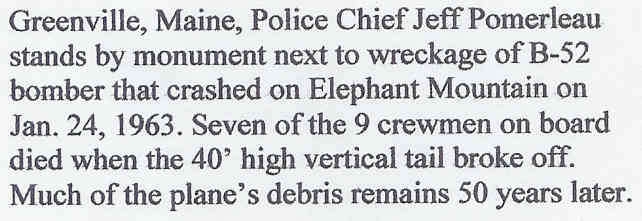 Greenville, Maine, Police Chief Jeff Pomerleau
stands by monument next to wreckage of B-52
bomber that crashed on Elephant Mountain on
Jan. 24, 1963. Seven of the 9 crewmen on board
died when the 40’ high vertical tail broke off.
Much of the plane’s debris remains 50 years later.